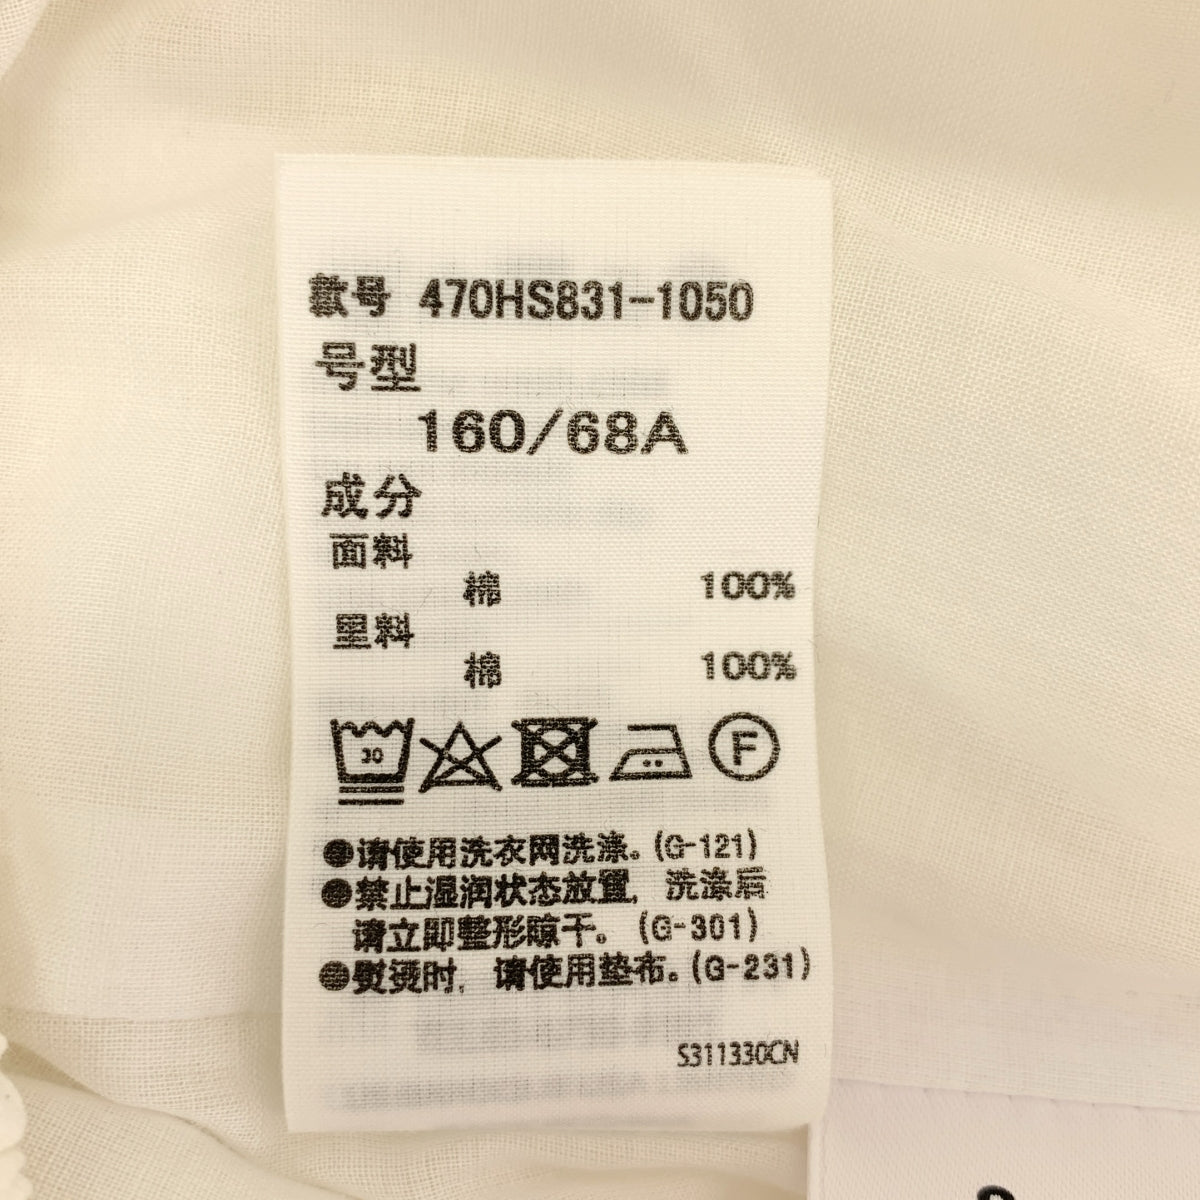 款号 470HS831-1050
号型
160/68A
成分
面料
棉 100%
里料
棉 100%
30
F
●请使用洗衣网洗涤。(G-121)
●禁止湿润状态放置,洗涤后
请立即整形晾干。(G-301)
●熨烫时,请使用垫布。(G-231)
S311330CN